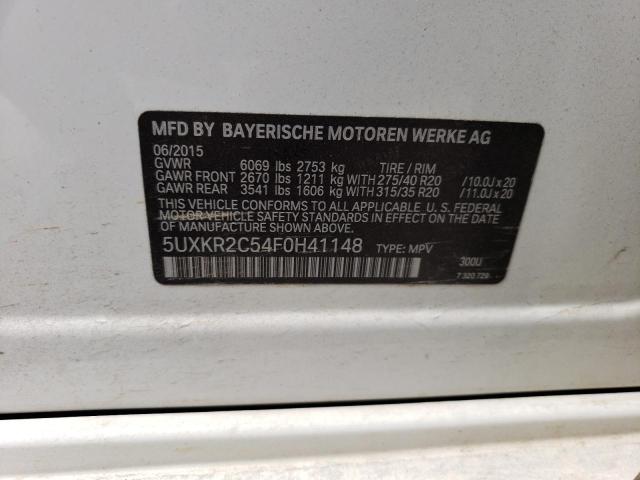 MFD BY BAYERISCHE MOTOREN WERKE AG
06/2015
GVWR 6069 lbs 2753 kg TIRE / RIM
GAWR FRONT 2670 lbs 1211 kg WITH 275/40 R20 /10.0J x 20
GAWR REAR 3541 lbs 1606 kg WITH 315/35 R20 /11.0J x 20
THIS VEHICLE CONFORMS TO ALL APPLICABLE U. S. FEDERAL
MOTOR VEHICLE SAFETY STANDARDS IN EFFECT ON THE DATE
OF MANUFACTURE SHOWN ABOVE.
5UXKR2C54F0H41148 TYPE: MPV
300U
7 320 729